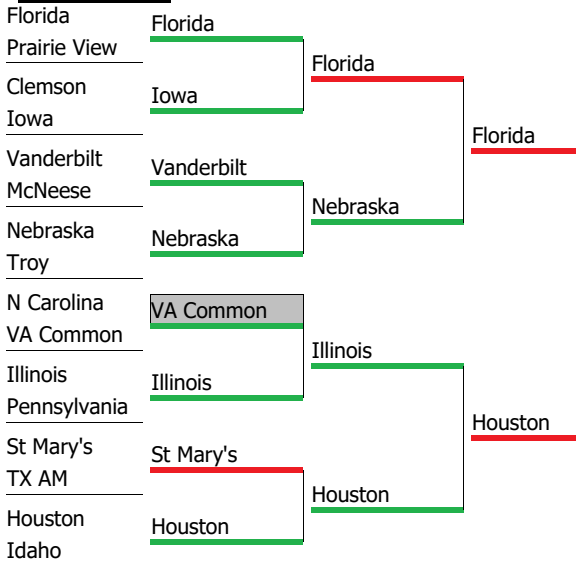 Florida
Prairie View
Clemson
Iowa
Vanderbilt
McNeese
Nebraska
Troy
N Carolina
VA Common
Illinois
Pennsylvania
St Mary's
TX AM
Houston
Idaho
Florida
Iowa
Vanderbilt
Nebraska
VA Common
Illinois
St Mary's
Houston
Florida
Nebraska
Illinois
Houston
Florida
Houston